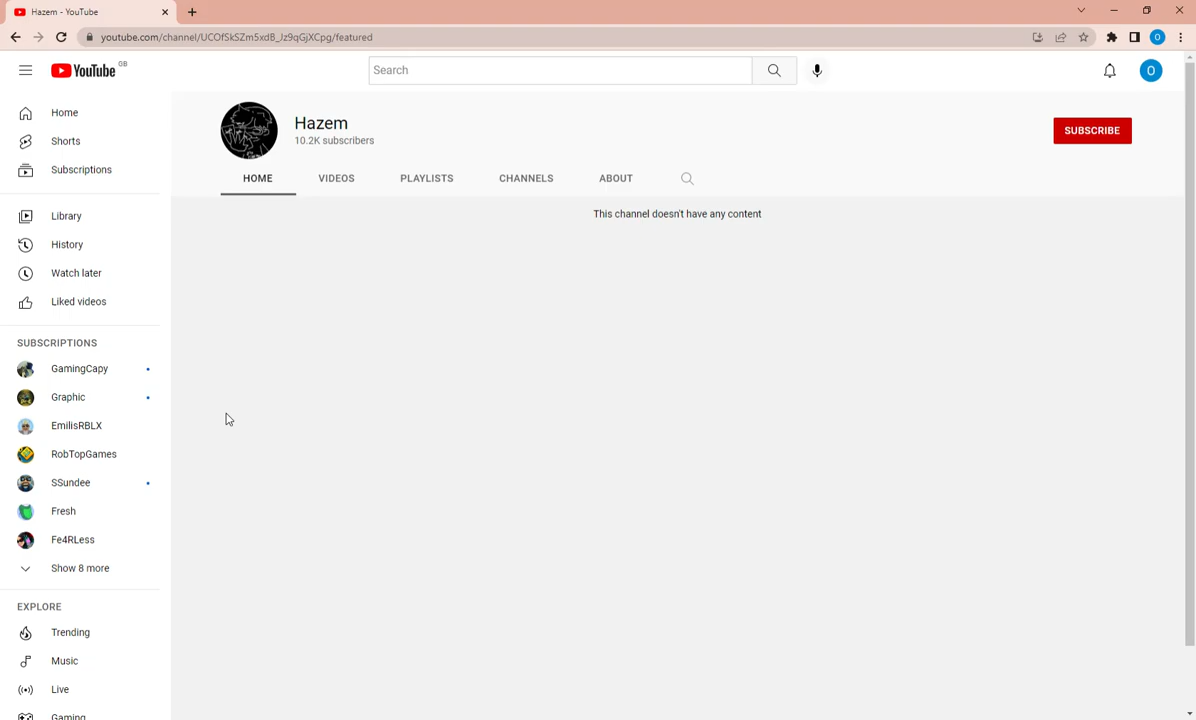 Hazem - YouTube
youtube.com/channel/UCOfSkSZm5xdB_Jz9qGjXCpg/featured
O
YouTube GB
Search
O
Home
Shorts
Subscriptions
Library
History
Watch later
Liked videos
SUBSCRIPTIONS
GamingCapy
Graphic
EmilisRBLX
RobTopGames
SSundee
Fresh
Fe4RLess
Show 8 more
EXPLORE
Trending
Music
Live
Gaming
Hazem
10.2K subscribers
SUBSCRIBE
HOME VIDEOS PLAYLISTS CHANNELS ABOUT
This channel doesn't have any content